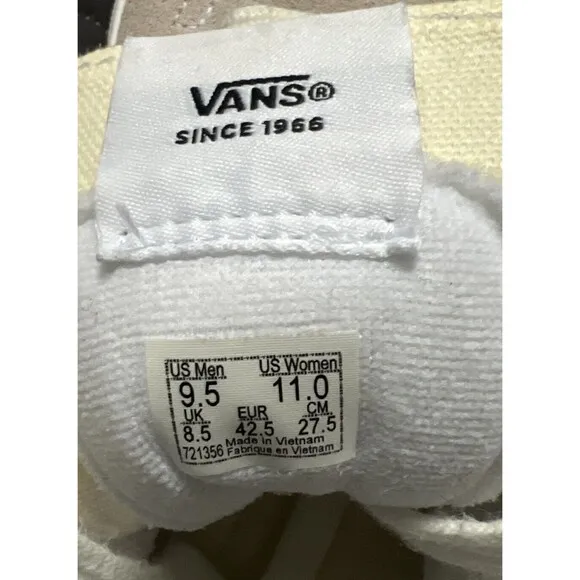 VANS®
SINCE 1966
US Men US Women
9.5 11.0
UK EUR CM
8.5 42.5 27.5
Made in Vietnam
721356 Fabriqué en Vietnam